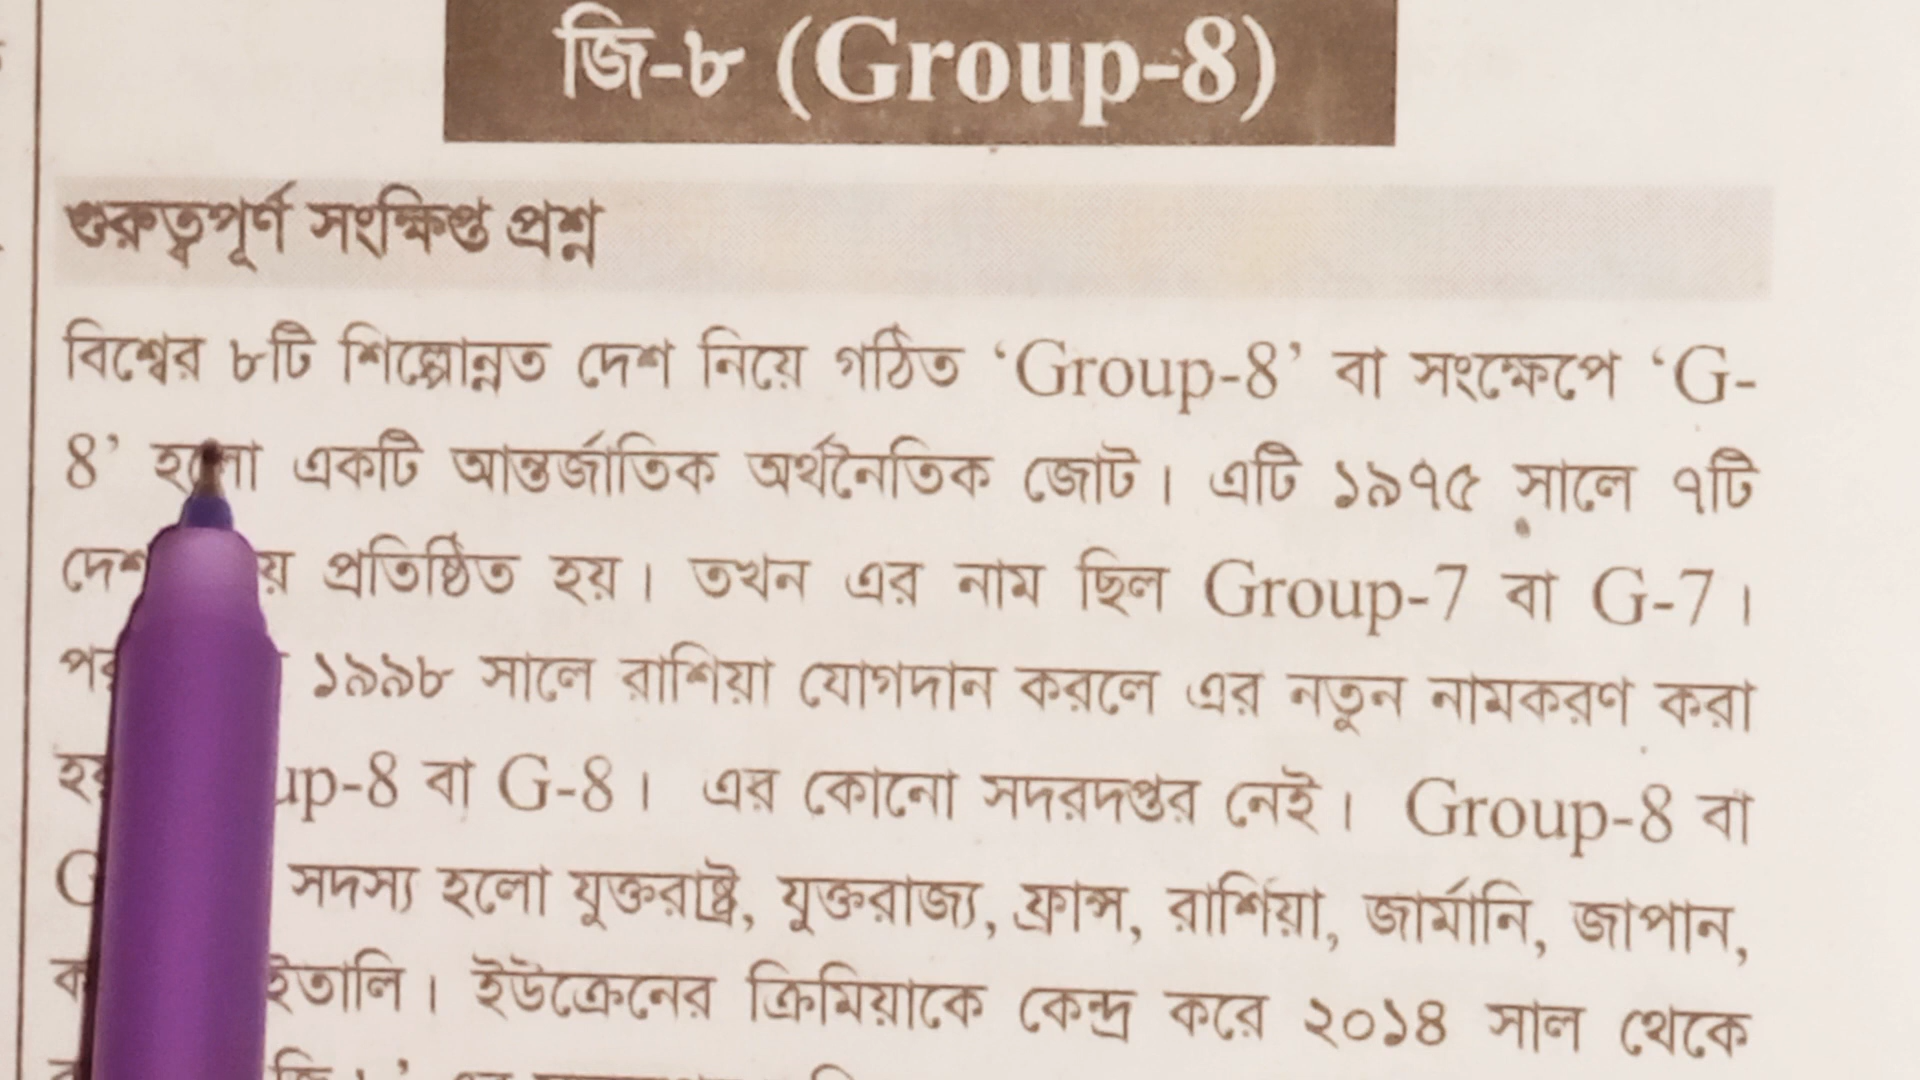 জি-৮ (Group-8)
গুরুত্বপূর্ণ সংক্ষিপ্ত প্রশ্ন
বিশ্বের ৮টি শিল্পোন্নত দেশ নিয়ে গঠিত ‘Group-8’ বা সংক্ষেপে ‘G-
8’ হলো একটি আন্তর্জাতিক অর্থনৈতিক জোট। এটি ১৯৭৫ সালে ৭টি
দেশ প্রতিষ্ঠিত হয়। তখন এর নাম ছিল Group-7 বা G-7।
১৯৯৮ সালে রাশিয়া যোগদান করলে এর নতুন নামকরণ করা
up-8 বা G-8। এর কোনো সদরদপ্তর নেই। Group-8 বা
সদস্য হলো যুক্তরাষ্ট্র, যুক্তরাজ্য, ফ্রান্স, রাশিয়া, জার্মানি, জাপান,
ইতালি। ইউক্রেনের ক্রিমিয়াকে কেন্দ্র করে ২০১৪ সাল থেকে